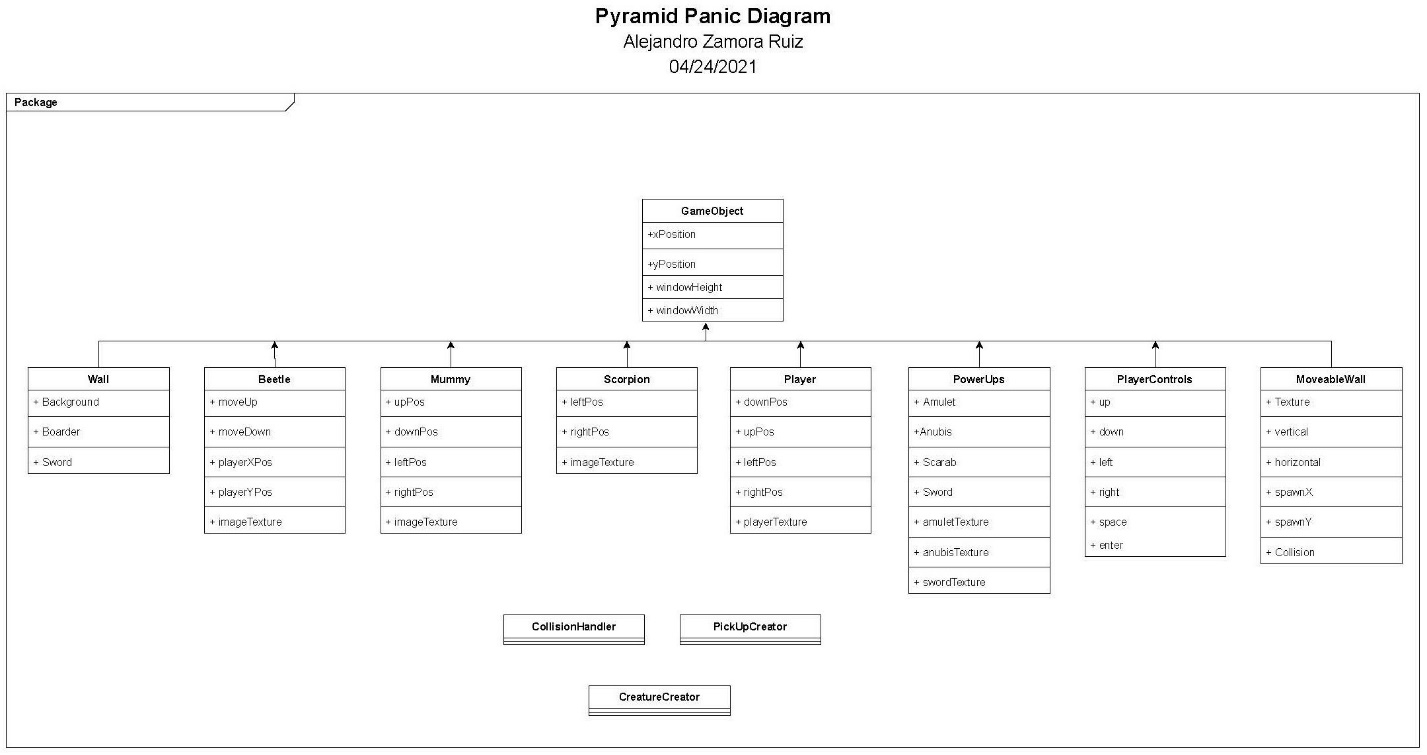 Pyramid Panic Diagram
Alejandro Zamora Ruiz
04/24/2021
Package
GameObject
+xPosition
+yPosition
+ windowHeight
+ windowWidth
Wall
+ Background
+ Boarder
+ Sword
Beetle
+ moveUp
+ moveDown
+ playerXPos
+ playerYPos
+ imageTexture
Mummy
+ upPos
+ downPos
+ leftPos
+ rightPos
+ imageTexture
Scorpion
+ leftPos
+ rightPos
+ imageTexture
Player
+ downPos
+ upPos
+ leftPos
+ rightPos
+ playerTexture
PowerUps
+ Amulet
+Anubis
+ Scarab
+ Sword
+ amuletTexture
+ anubisTexture
+ swordTexture
PlayerControls
+ up
+ down
+ left
+ right
+ space
+ enter
MoveableWall
+ Texture
+ vertical
+ horizontal
+ spawnX
+ spawnY
+ Collision
CollisionHandler
PickUpCreator
CreatureCreator